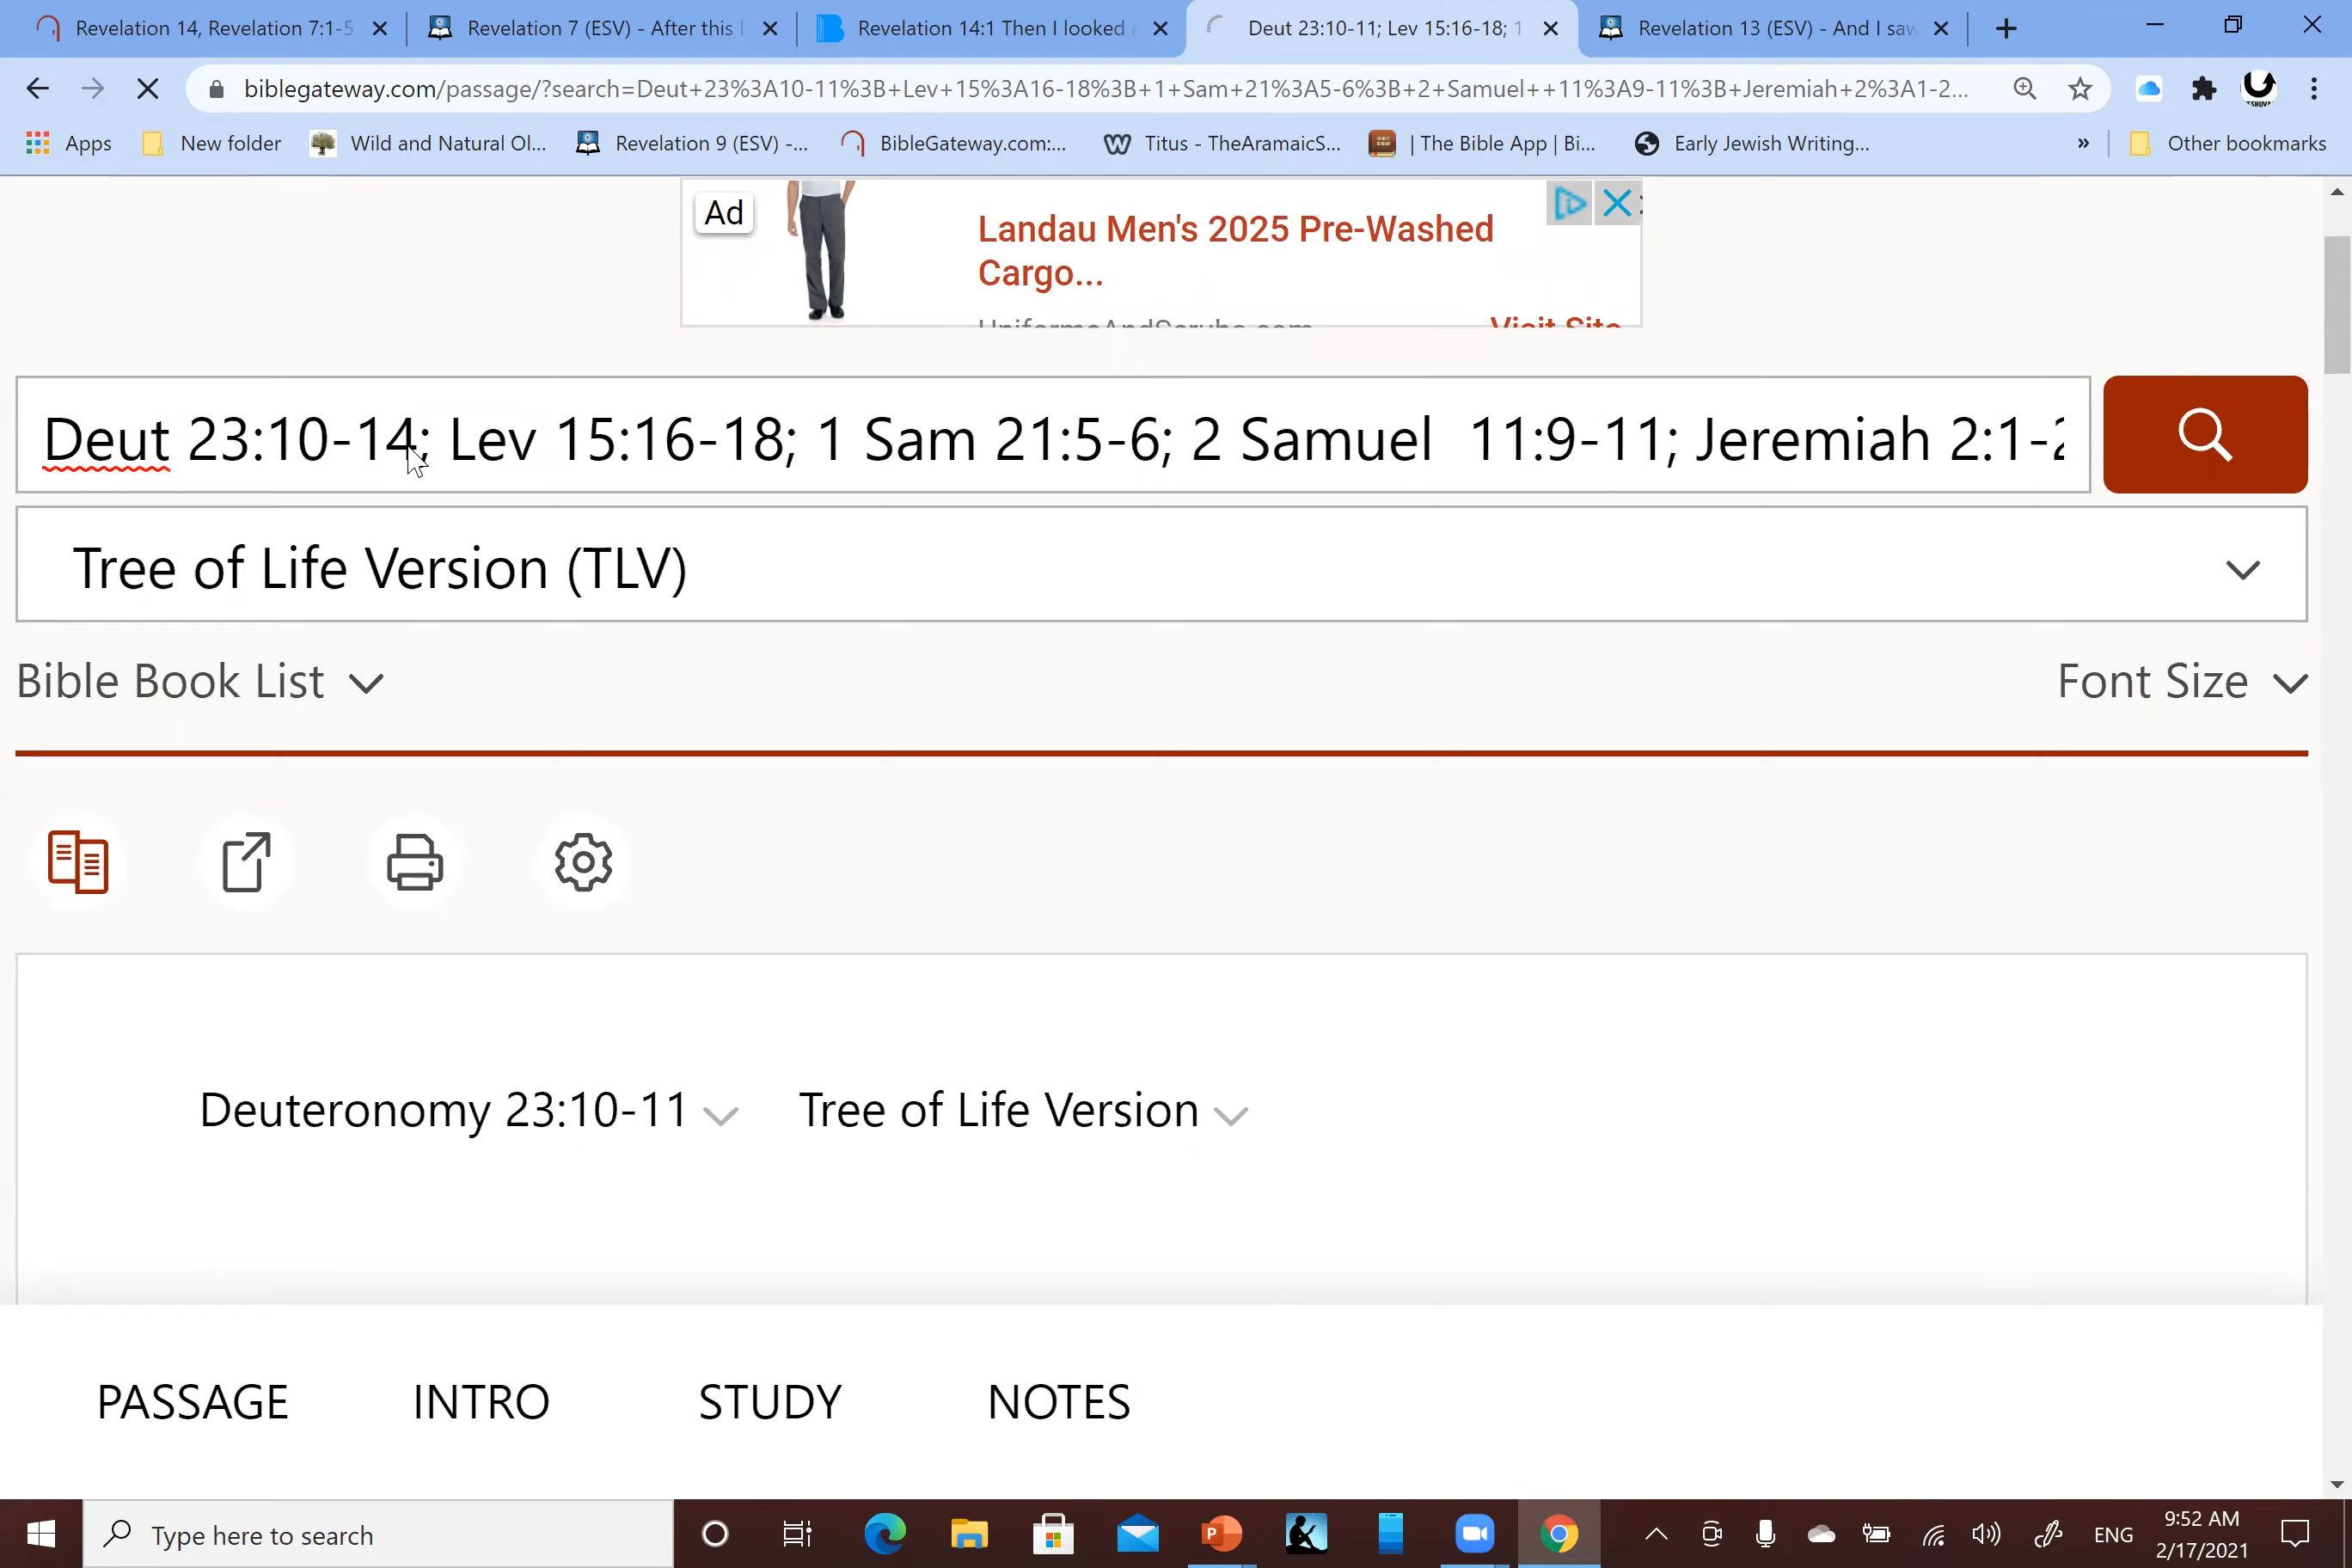 Revelation 14, Revelation 7:1-5
Revelation 7 (ESV) - After this I
Revelation 14:1 Then I looked a
Deut 23:10-11; Lev 15:16-18; 1
Revelation 13 (ESV) - And I saw
biblegateway.com/passage/?search=Deut+23%3A10-11%3B+Lev+15%3A16-18%3B+1+Sam+21%3A5-6%3B+2+Samuel++11%3A9-11%3B+Jeremiah+2%3A1-2...
Apps
New folder
Wild and Natural Ol...
Revelation 9 (ESV) -...
BibleGateway.com:...
Titus - TheAramaicS...
| The Bible App | Bi...
Early Jewish Writing...
»
Other bookmarks
Ad
Landau Men's 2025 Pre-Washed
Cargo...
UniformsAndScrubs.com
Visit Site
Deut 23:10-14; Lev 15:16-18; 1 Sam 21:5-6; 2 Samuel  11:9-11; Jeremiah 2:1-2
Tree of Life Version (TLV)
Bible Book List
Font Size
Deuteronomy 23:10-11
Tree of Life Version
PASSAGE
INTRO
STUDY
NOTES
Type here to search
ENG
9:52 AM
2/17/2021